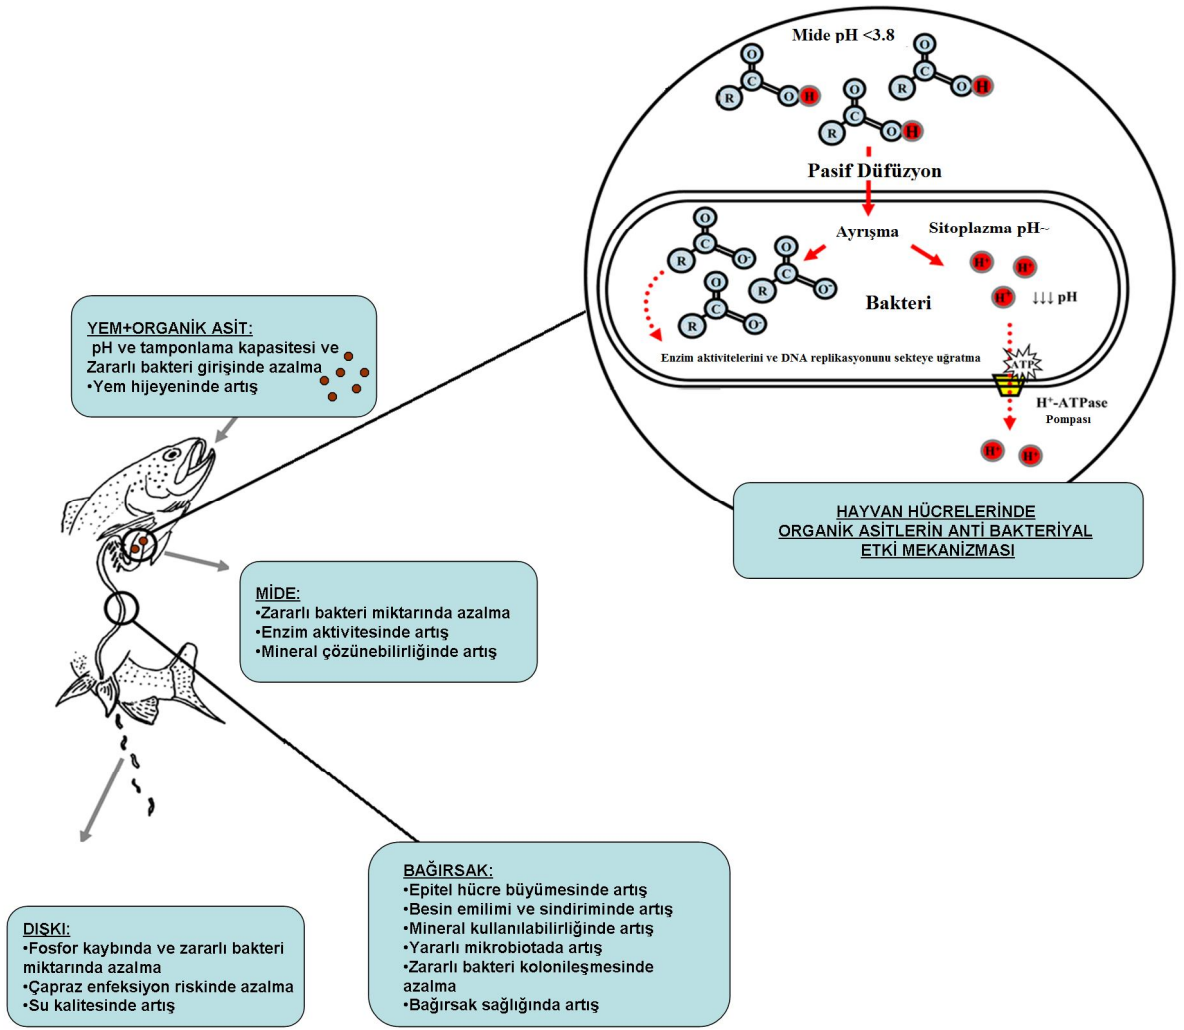 Mide pH <3.8
O
C
R
O
H
O
C
R
O
H
O
C
R
O
H
Pasif Düfüzyon
Ayrışma
Sitoplazma pH~
O
C
R
O-
O
C
R
O-
O
C
R
O-
H+
H+
H+
↓↓↓ pH
Bakteri
Enzim aktivitelerini ve DNA replikasyonunu sekteye uğratma
ATP
H+-ATPase
Pompası
H+
H+
HAYVAN HÜCRELERİNDE
ORGANİK ASİTLERİN ANTİ BAKTERİYAL
ETKİ MEKANİZMASI
YEM+ORGANİK ASİT:
pH ve tamponlama kapasitesi ve
Zararlı bakteri girişinde azalma
•Yem hijeyeninde artış
MİDE:
•Zararlı bakteri miktarında azalma
•Enzim aktivitesinde artış
•Mineral çözünebilirliğinde artış
BAĞIRSAK:
•Epitel hücre büyümesinde artış
•Besin emilimi ve sindiriminde artış
•Mineral kullanılabilirliğinde artış
•Yararlı mikrobiotada artış
•Zararlı bakteri kolonileşmesinde
azalma
•Bağırsak sağlığında artış
DIŞKI:
•Fosfor kaybında ve zararlı bakteri
miktarında azalma
•Çapraz enfeksiyon riskinde azalma
•Su kalitesinde artış